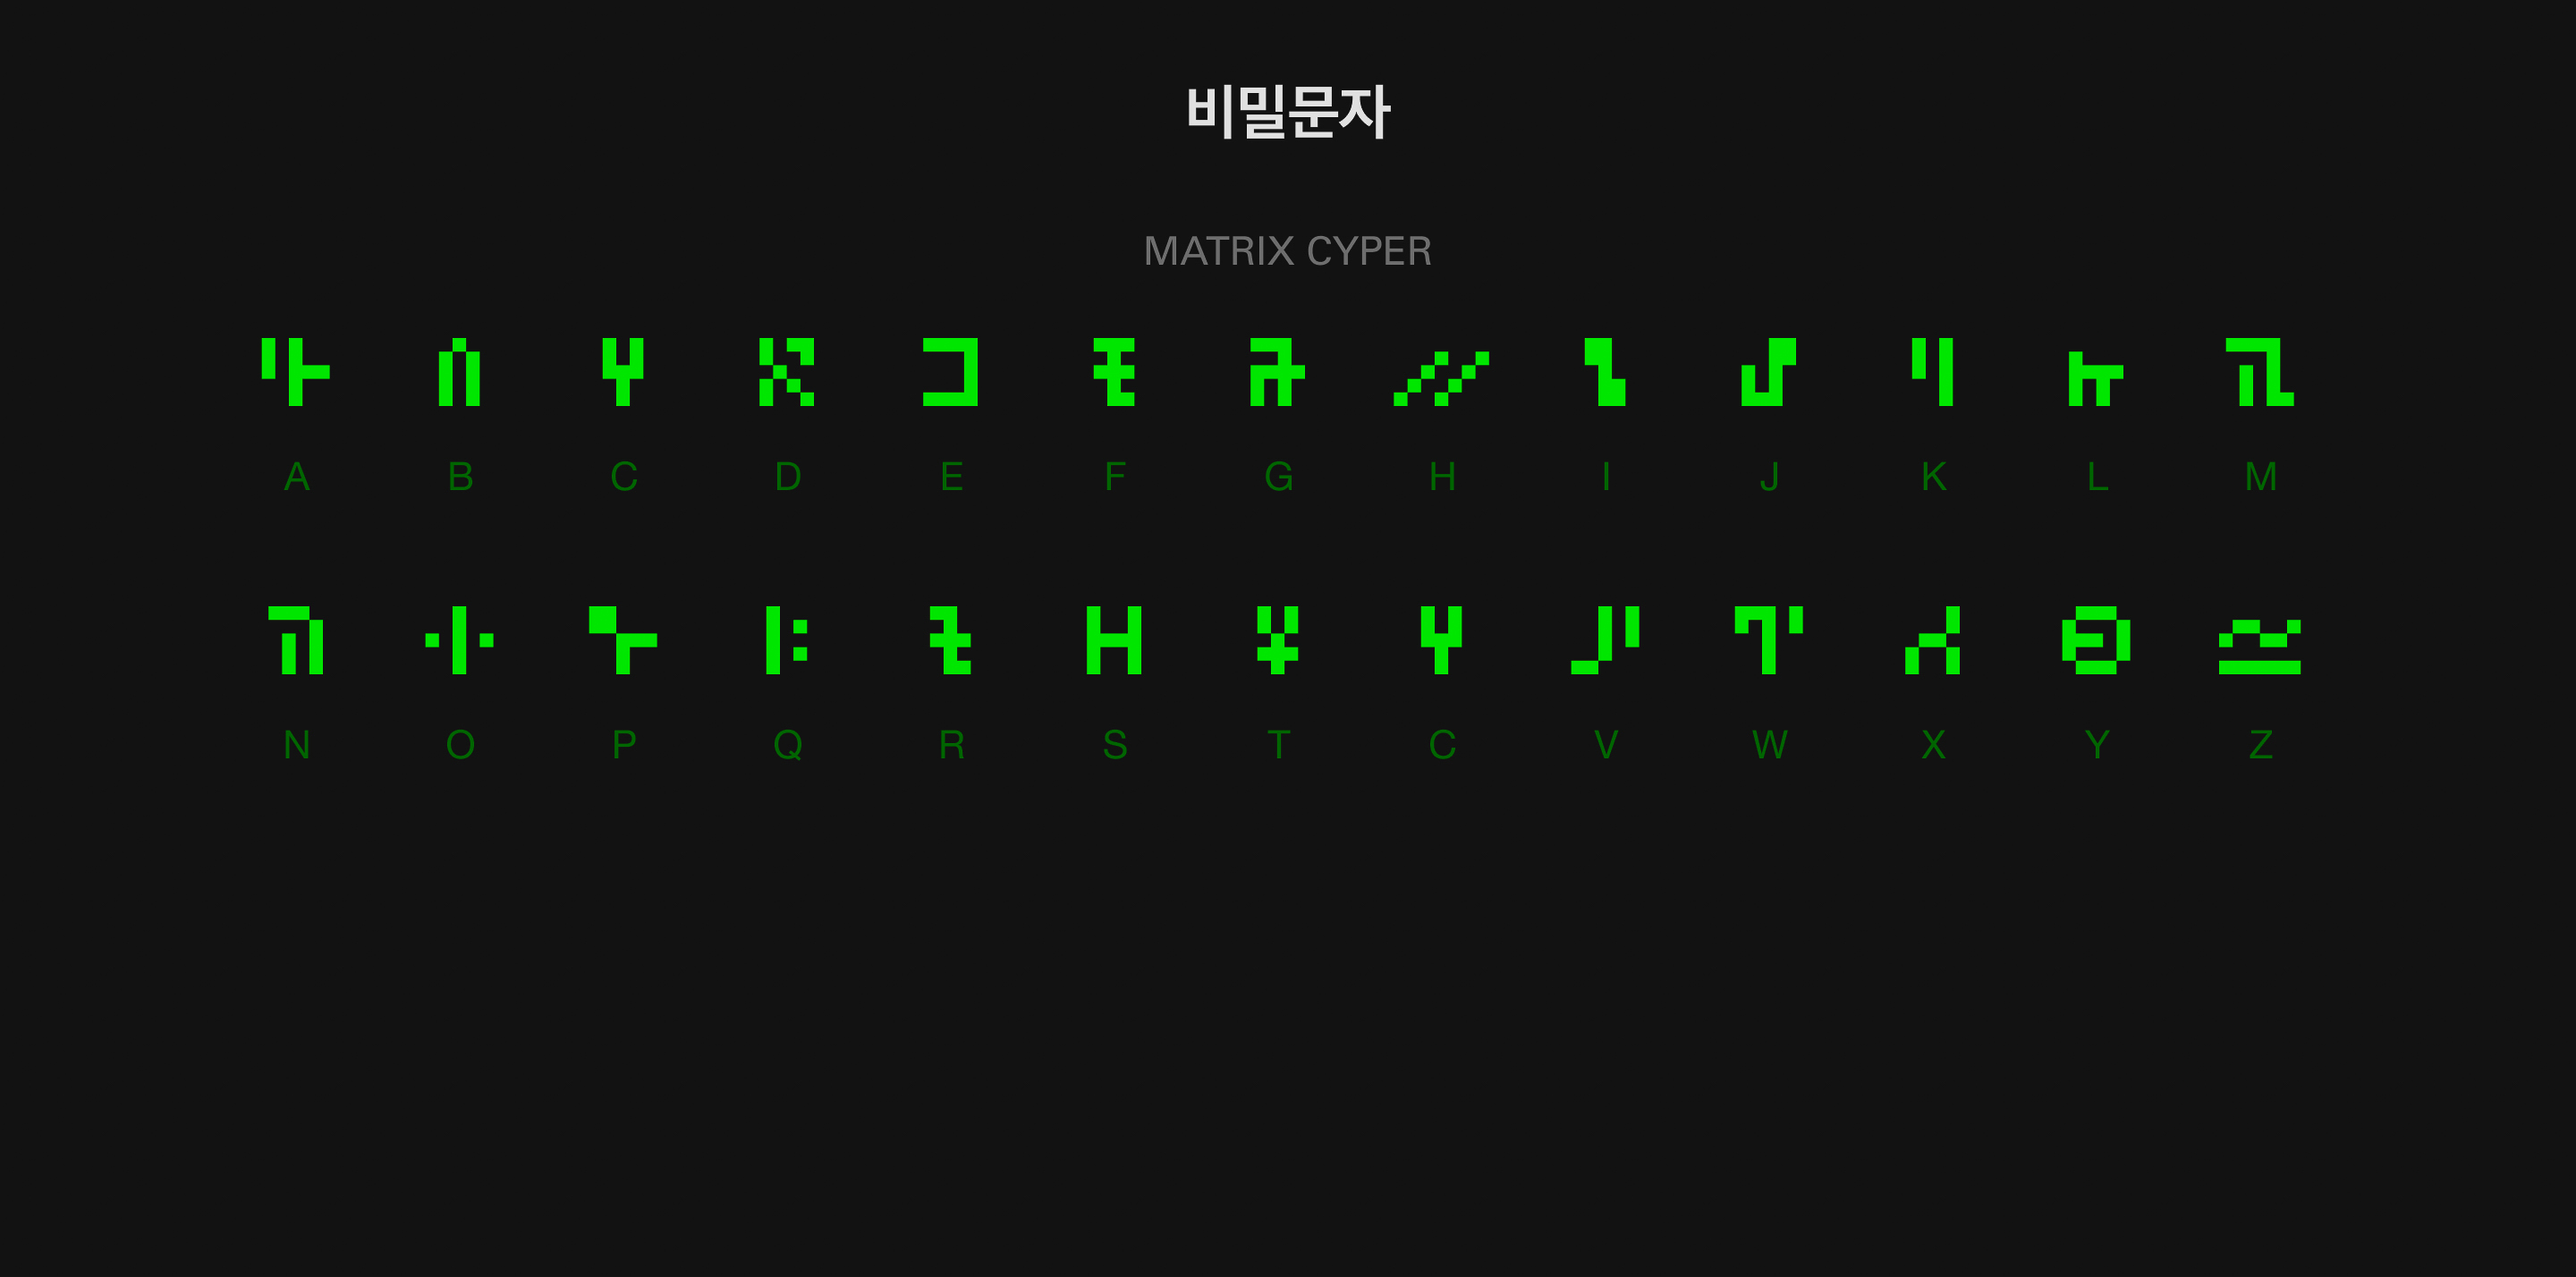 비밀문자
MATRIX CYPER
A B C D E F G H I J K L M
N O P Q R S T C V W X Y Z